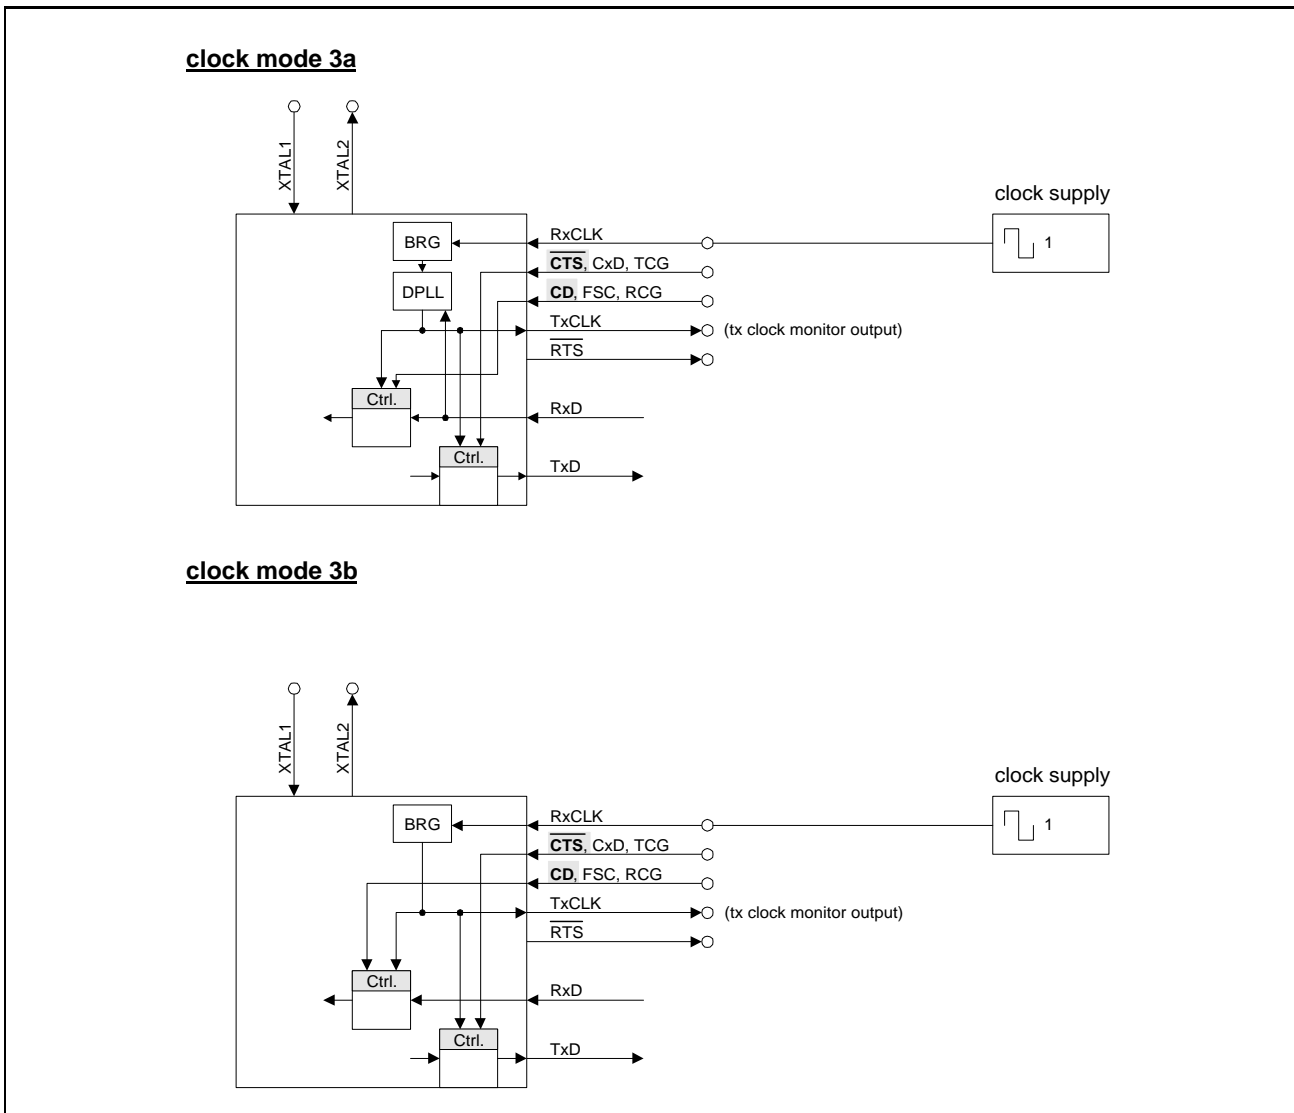 clock mode 3a
XTAL1
XTAL2
clock supply
BRG
RxCLK
1
CTS, CxD, TCG
DPLL
CD, FSC, RCG
TxCLK
(tx clock monitor output)
RTS
Ctrl.
RxD
Ctrl.
TxD
clock mode 3b
XTAL1
XTAL2
clock supply
BRG
RxCLK
1
CTS, CxD, TCG
CD, FSC, RCG
TxCLK
(tx clock monitor output)
RTS
Ctrl.
RxD
Ctrl.
TxD